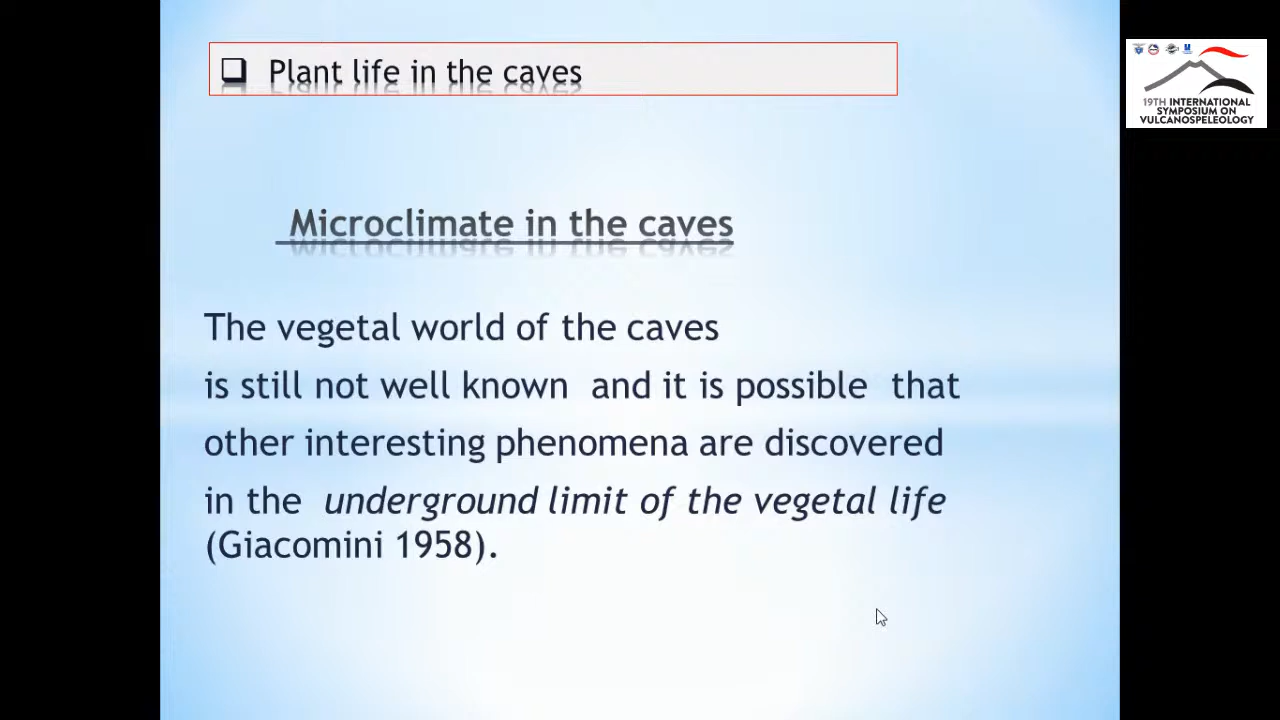 ❑ Plant life in the caves
19TH INTERNATIONAL
SYMPOSIUM ON
VULCANOSPELEOLOGY
Microclimate in the caves
The vegetal world of the caves
is still not well known and it is possible that
other interesting phenomena are discovered
in the underground limit of the vegetal life
(Giacomini 1958).